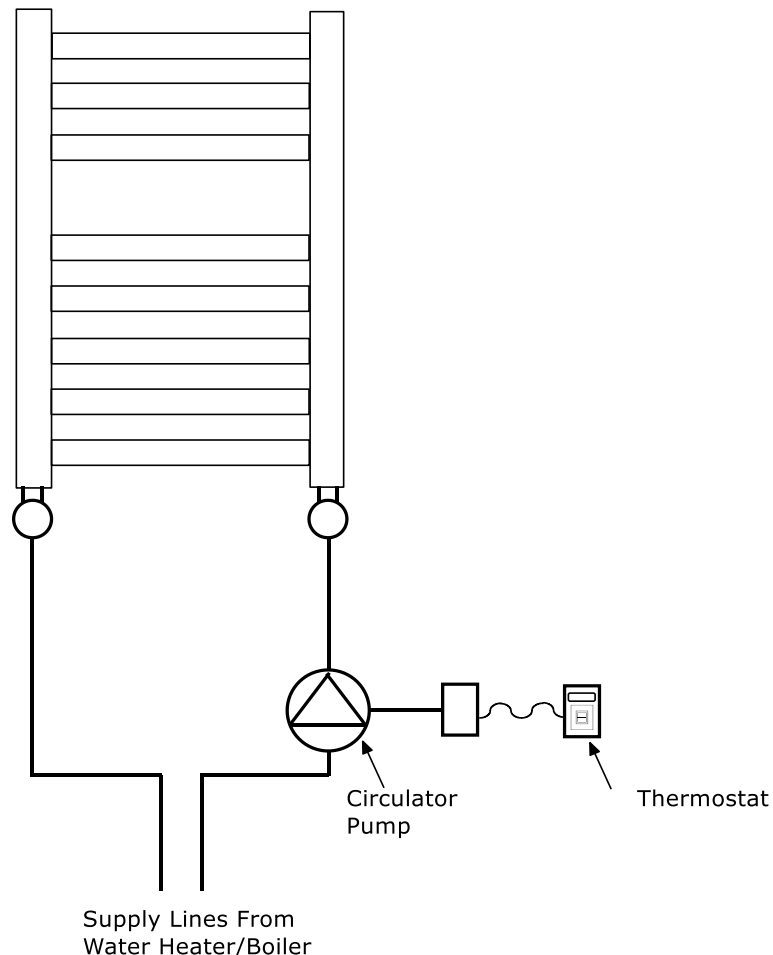 Circulator
Pump
Thermostat
Supply Lines From
Water Heater/Boiler